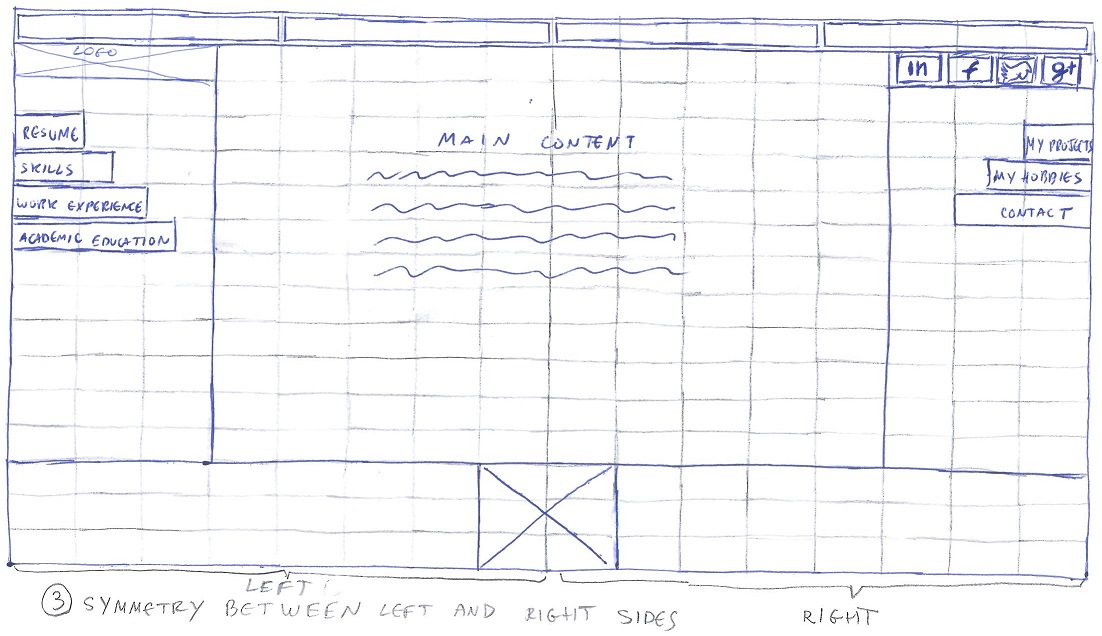 LOGO
in f g+
RESUME
SKILLS
WORK EXPERIENCE
ACADEMIC EDUCATION
MAIN CONTENT
MY PROJECTS
MY HOBBIES
CONTACT
LEFT
RIGHT
3 SYMMETRY BETWEEN LEFT AND RIGHT SIDES